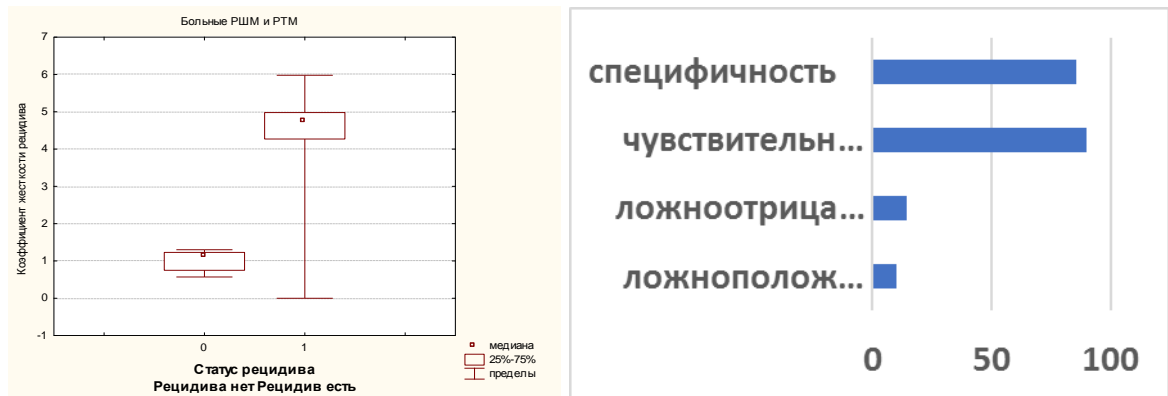 Больные РШМ и РТМ
7
6
5
4
3
2
1
0
-1
Коэффициент жесткости рецидива
0 1
Статус рецидива
Рецидива нет Рецидив есть
медиана
25%-75%
пределы
специфичность
чувствительн...
ложноотрица...
ложнополож...
0 50 100